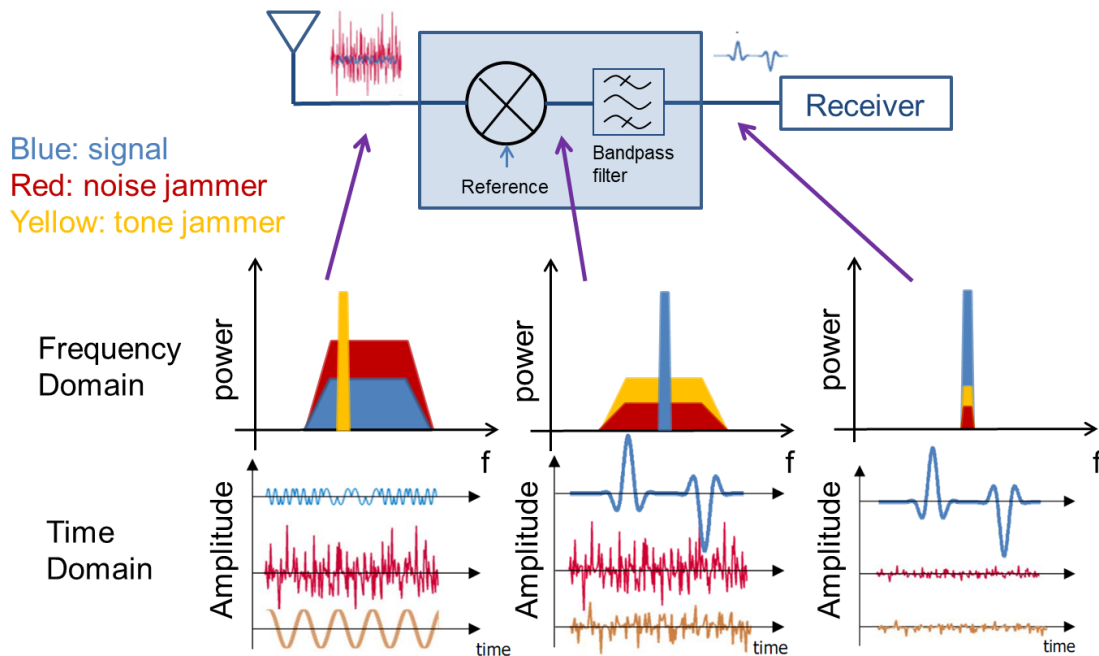 Receiver
Bandpass
filter
Reference
Blue: signal
Red: noise jammer
Yellow: tone jammer
Frequency
Domain
power
f
power
f
power
f
Time
Domain
Amplitude
time
Amplitude
time
Amplitude
time